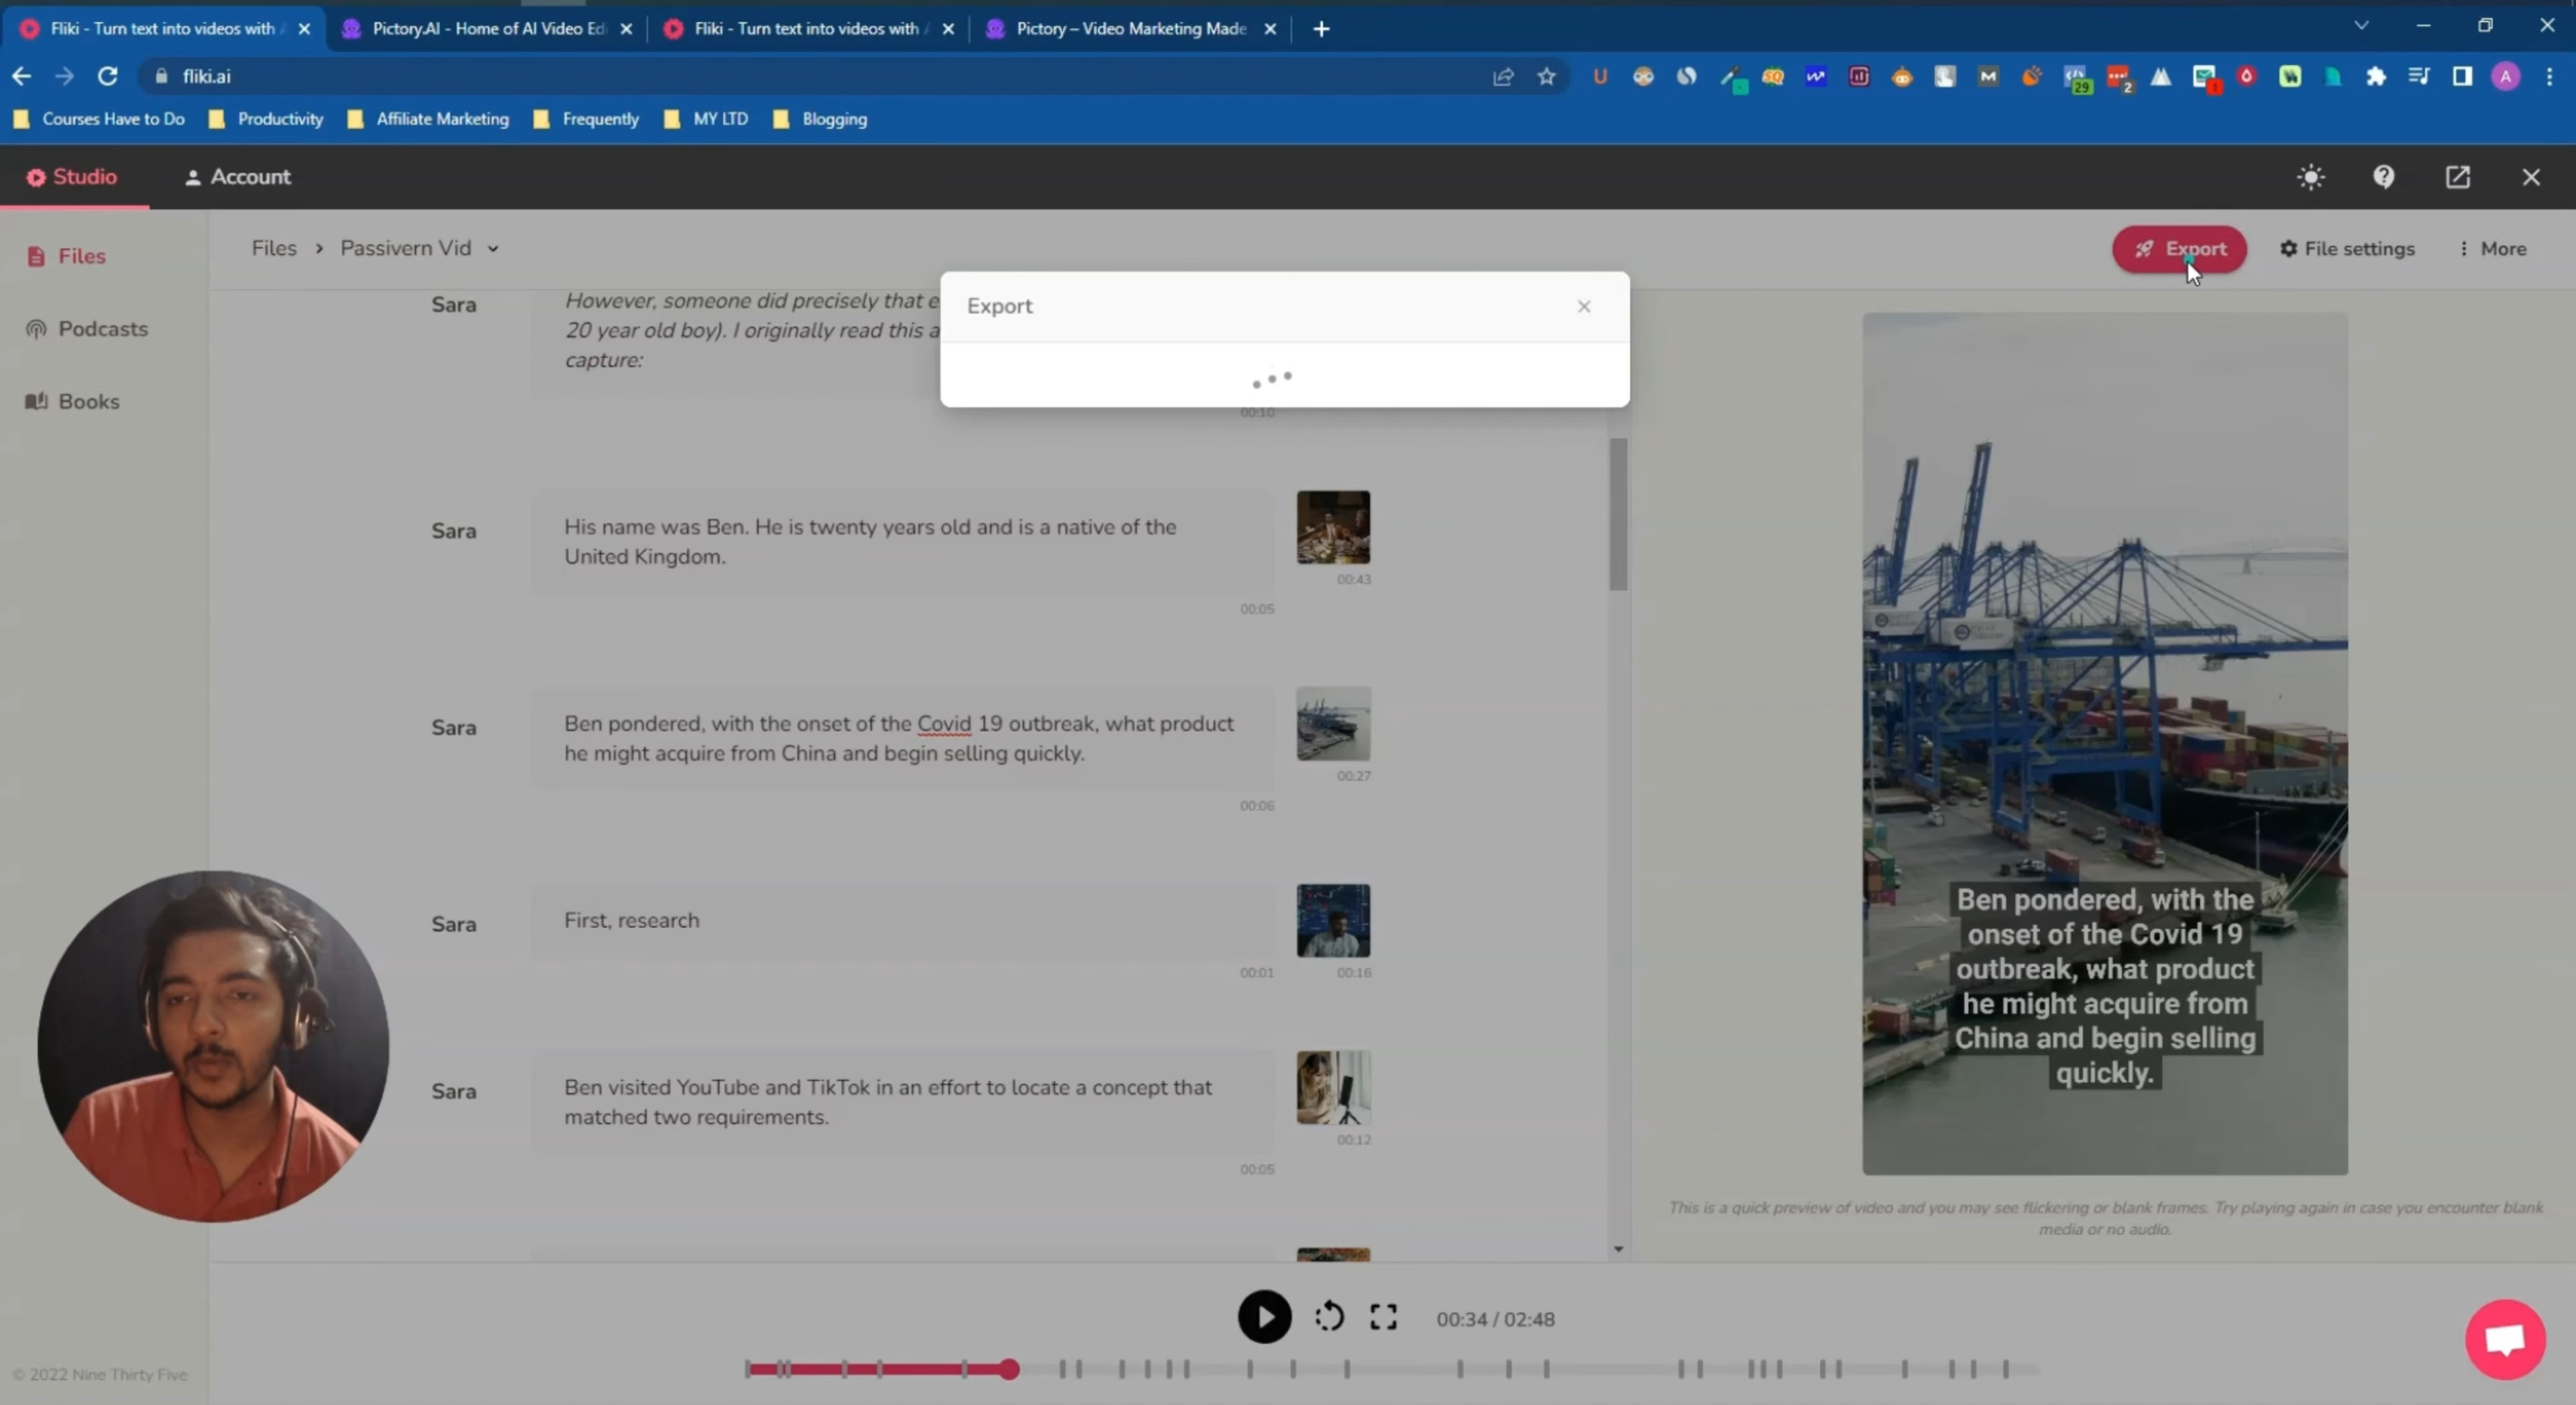 Fliki - Turn text into videos with
Pictory.AI - Home of AI Video Edi
Fliki - Turn text into videos with
Pictory – Video Marketing Made
fliki.ai
29
2
1
A
Courses Have to Do
Productivity
Affiliate Marketing
Frequently
MY LTD
Blogging
Studio
Account
Files
Podcasts
Books
Files > Passivern Vid
Export
File settings
More
Export
Sara
However, someone did precisely that e
20 year old boy). I originally read this a
capture:
00:10
Sara
His name was Ben. He is twenty years old and is a native of the
United Kingdom.
00:43
00:05
Sara
Ben pondered, with the onset of the Covid 19 outbreak, what product
he might acquire from China and begin selling quickly.
00:27
00:06
Sara
First, research
00:01
00:16
Sara
Ben visited YouTube and TikTok in an effort to locate a concept that
matched two requirements.
00:12
00:05
Ben pondered, with the
onset of the Covid 19
outbreak, what product
he might acquire from
China and begin selling
quickly.
This is a quick preview of video and you may see flickering or blank frames. Try playing again in case you encounter blank
media or no audio.
00:34 / 02:48
© 2022 Nine Thirty Five